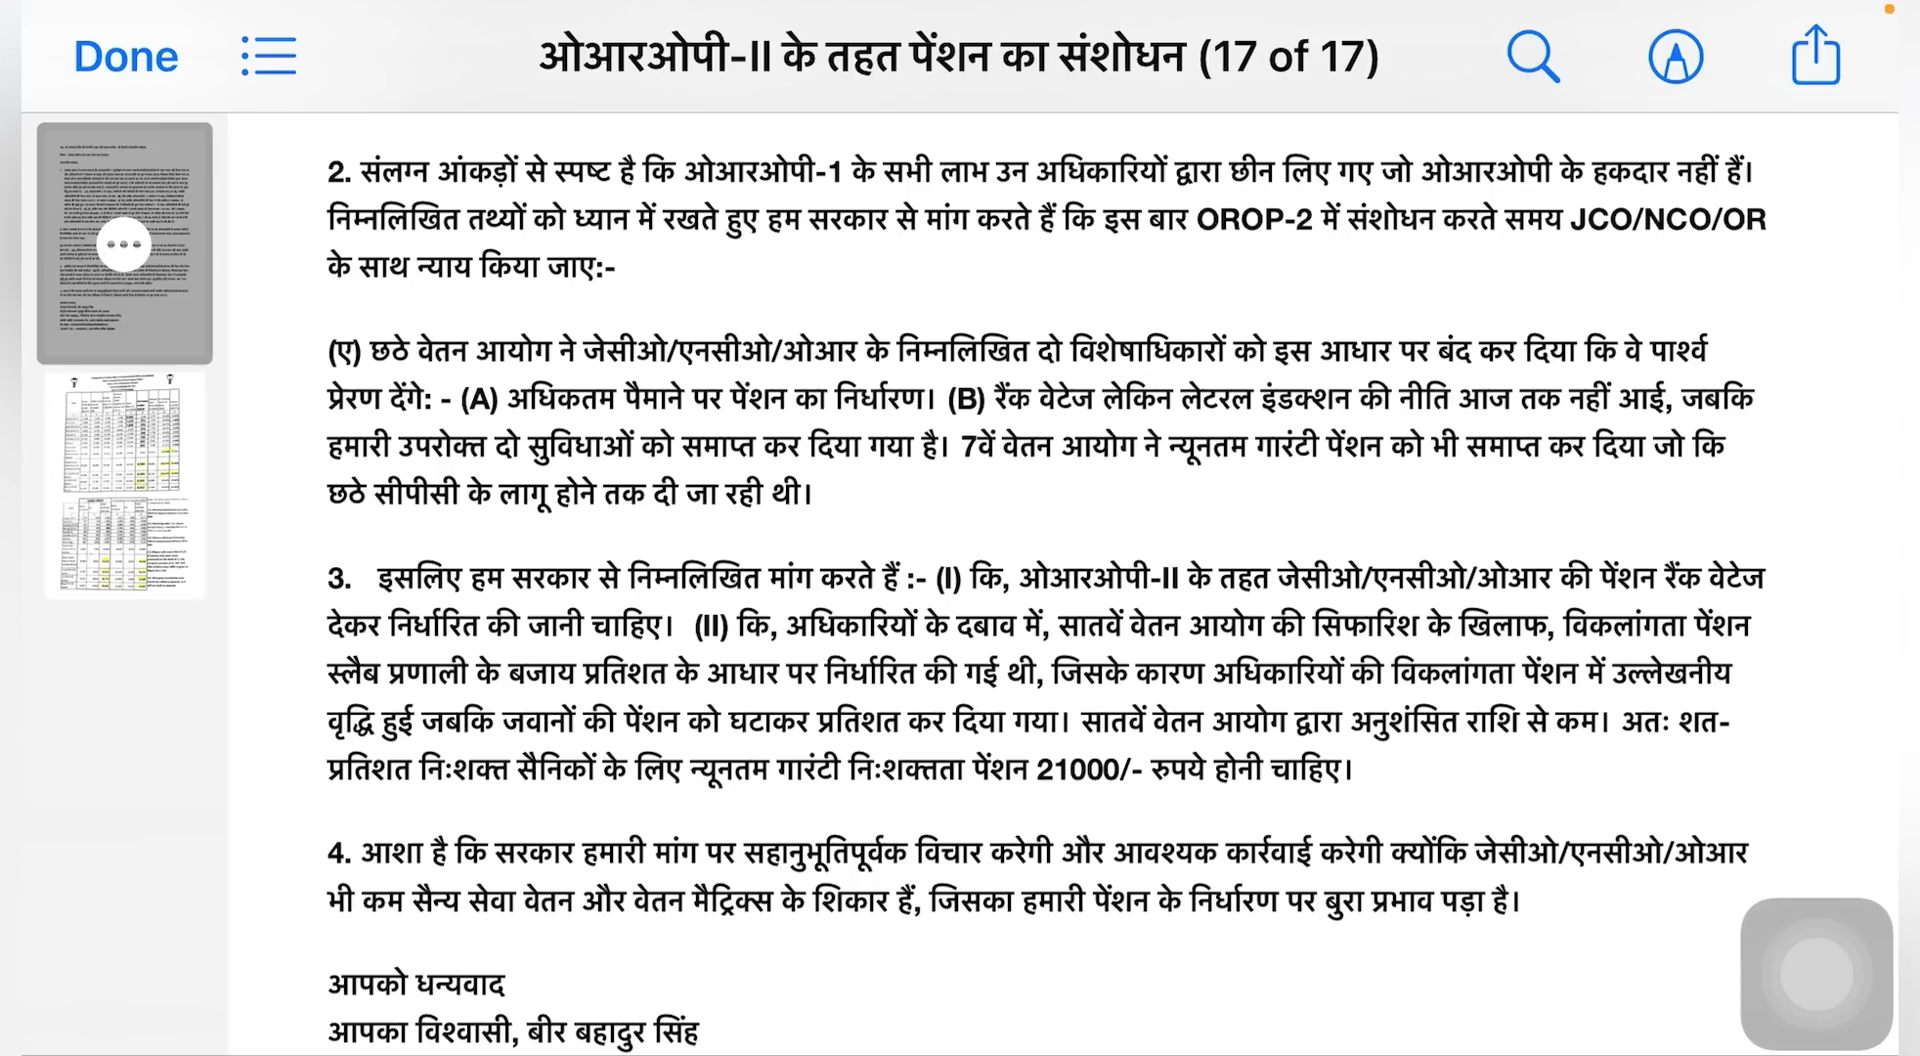 Done
ओआरओपी-II के तहत पेंशन का संशोधन (17 of 17)
2. संलग्न आंकड़ों से स्पष्ट है कि ओआरओपी-1 के सभी लाभ उन अधिकारियों द्वारा छीन लिए गए जो ओआरओपी के हकदार नहीं हैं।
निम्नलिखित तथ्यों को ध्यान में रखते हुए हम सरकार से मांग करते हैं कि इस बार OROP-2 में संशोधन करते समय JCO/NCO/OR
के साथ न्याय किया जाए:-
(ए) छठे वेतन आयोग ने जेसीओ/एनसीओ/ओआर के निम्नलिखित दो विशेषाधिकारों को इस आधार पर बंद कर दिया कि वे पार्श्व
प्रेरण देंगे: - (A) अधिकतम पैमाने पर पेंशन का निर्धारण। (B) रैंक वेटेज लेकिन लेटरल इंडक्शन की नीति आज तक नहीं आई, जबकि
हमारी उपरोक्त दो सुविधाओं को समाप्त कर दिया गया है। 7वें वेतन आयोग ने न्यूनतम गारंटी पेंशन को भी समाप्त कर दिया जो कि
छठे सीपीसी के लागू होने तक दी जा रही थी।
3. इसलिए हम सरकार से निम्नलिखित मांग करते हैं :- (I) कि, ओआरओपी-II के तहत जेसीओ/एनसीओ/ओआर की पेंशन रैंक वेटेज
देकर निर्धारित की जानी चाहिए। (II) कि, अधिकारियों के दबाव में, सातवें वेतन आयोग की सिफारिश के खिलाफ, विकलांगता पेंशन
स्लैब प्रणाली के बजाय प्रतिशत के आधार पर निर्धारित की गई थी, जिसके कारण अधिकारियों की विकलांगता पेंशन में उल्लेखनीय
वृद्धि हुई जबकि जवानों की पेंशन को घटाकर प्रतिशत कर दिया गया। सातवें वेतन आयोग द्वारा अनुशंसित राशि से कम। अतः शत-
प्रतिशत निःशक्त सैनिकों के लिए न्यूनतम गारंटी निःशक्तता पेंशन 21000/- रुपये होनी चाहिए।
4. आशा है कि सरकार हमारी मांग पर सहानुभूतिपूर्वक विचार करेगी और आवश्यक कार्रवाई करेगी क्योंकि जेसीओ/एनसीओ/ओआर
भी कम सैन्य सेवा वेतन और वेतन मैट्रिक्स के शिकार हैं, जिसका हमारी पेंशन के निर्धारण पर बुरा प्रभाव पड़ा है।
आपको धन्यवाद
आपका विश्वासी, बीर बहादुर सिंह